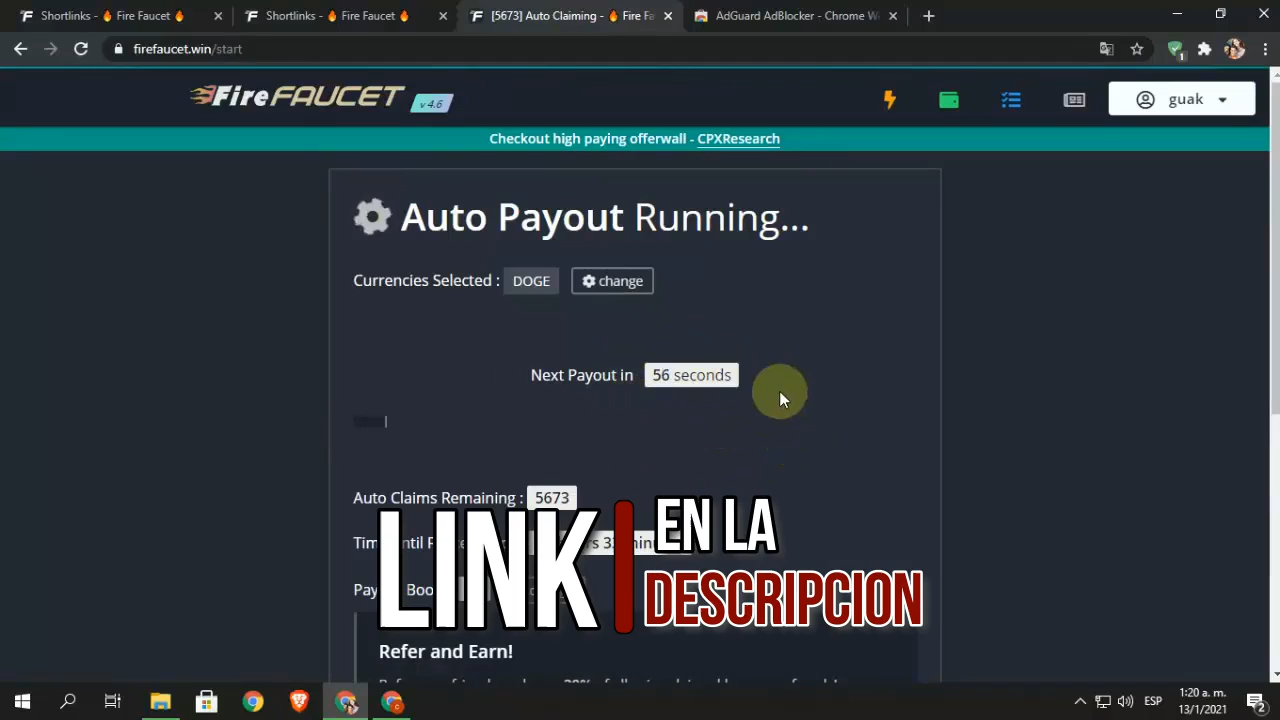 Shortlinks - 🔥 Fire Faucet 🔥
Shortlinks - 🔥 Fire Faucet 🔥
[5673] Auto Claiming - 🔥 Fire Fa
AdGuard AdBlocker - Chrome W
firefaucet.win/start
FireFAUCET v 4.6
guak
Checkout high paying offerwall - CPXResearch
Auto Payout Running...
Currencies Selected : DOGE change
Next Payout in 56 seconds
Auto Claims Remaining : 5673
LINK EN LA
DESCRIPCION
Refer and Earn!
ESP
1:20 a. m.
13/1/2021
2